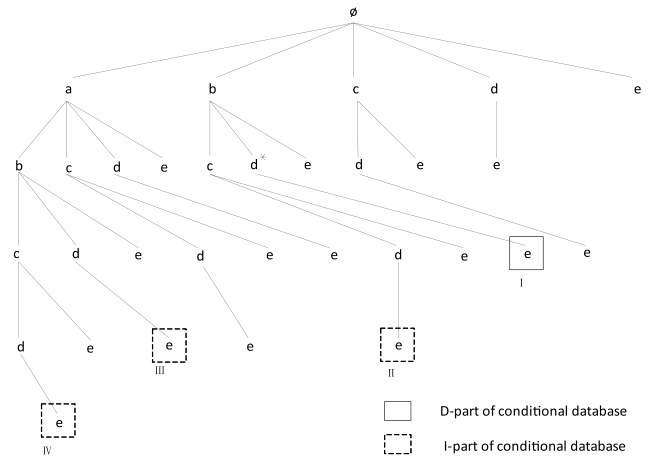 ø
a b c d e
b c d e c d* e d e e
c d e d e e d e e e
I
d e e e e
III II
e
D-part of conditional database
IV I-part of conditional database